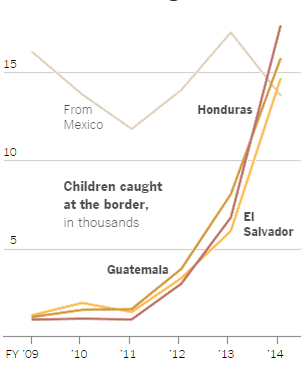 15
From
Mexico
Honduras
10
Children caught
at the border,
in thousands
5
El
Salvador
Guatemala
FY '09
'10
'11
'12
'13
'14